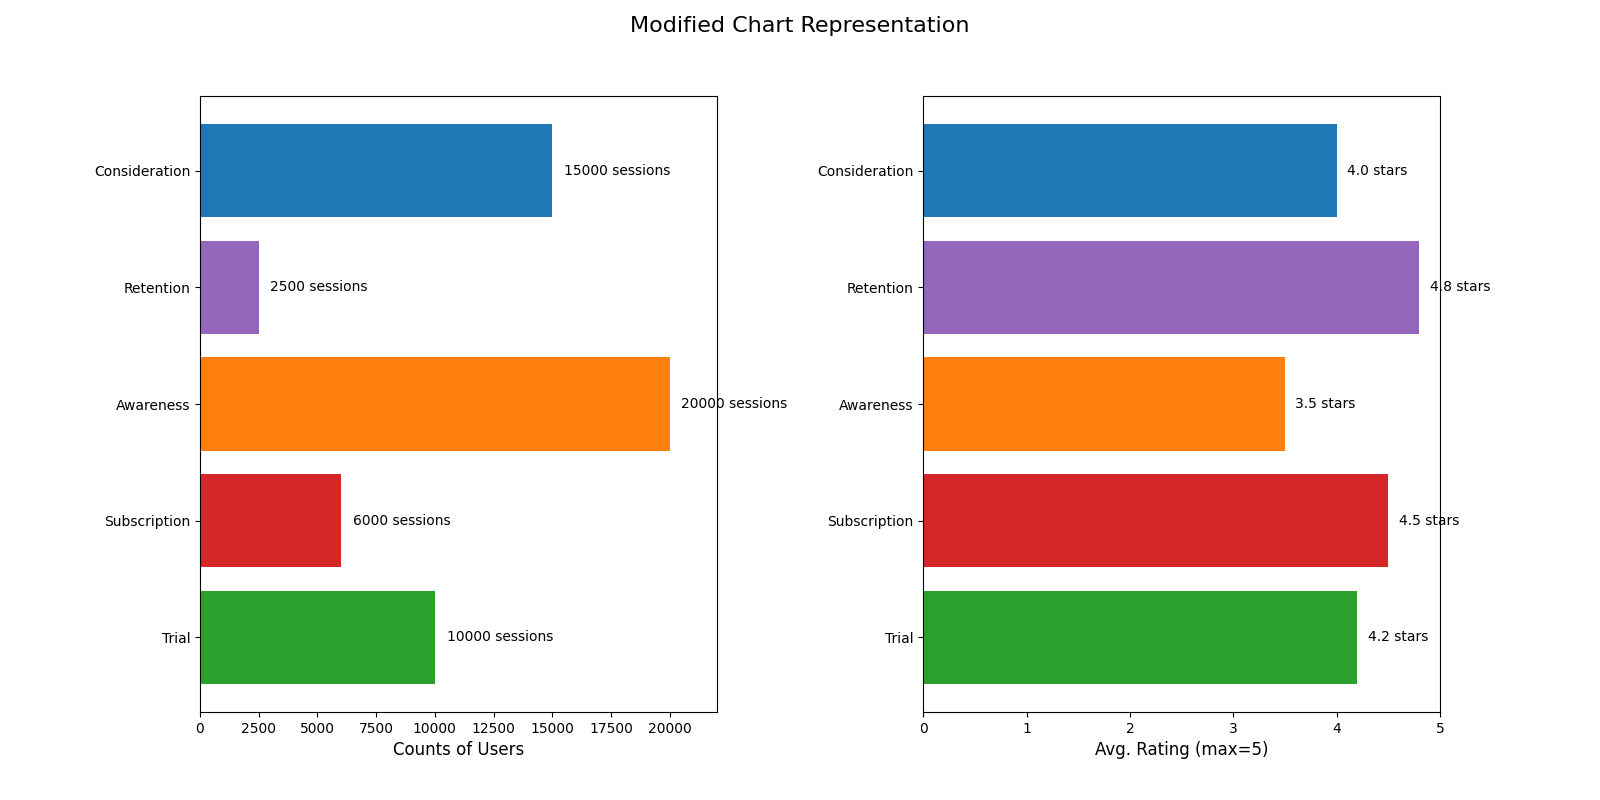 Modified Chart Representation
Consideration
15000 sessions
Retention
2500 sessions
Awareness
20000 sessions
Subscription
6000 sessions
Trial
10000 sessions
0 2500 5000 7500 10000 12500 15000 17500 20000
Counts of Users
Consideration
4.0 stars
Retention
4.8 stars
Awareness
3.5 stars
Subscription
4.5 stars
Trial
4.2 stars
0 1 2 3 4 5
Avg. Rating (max=5)